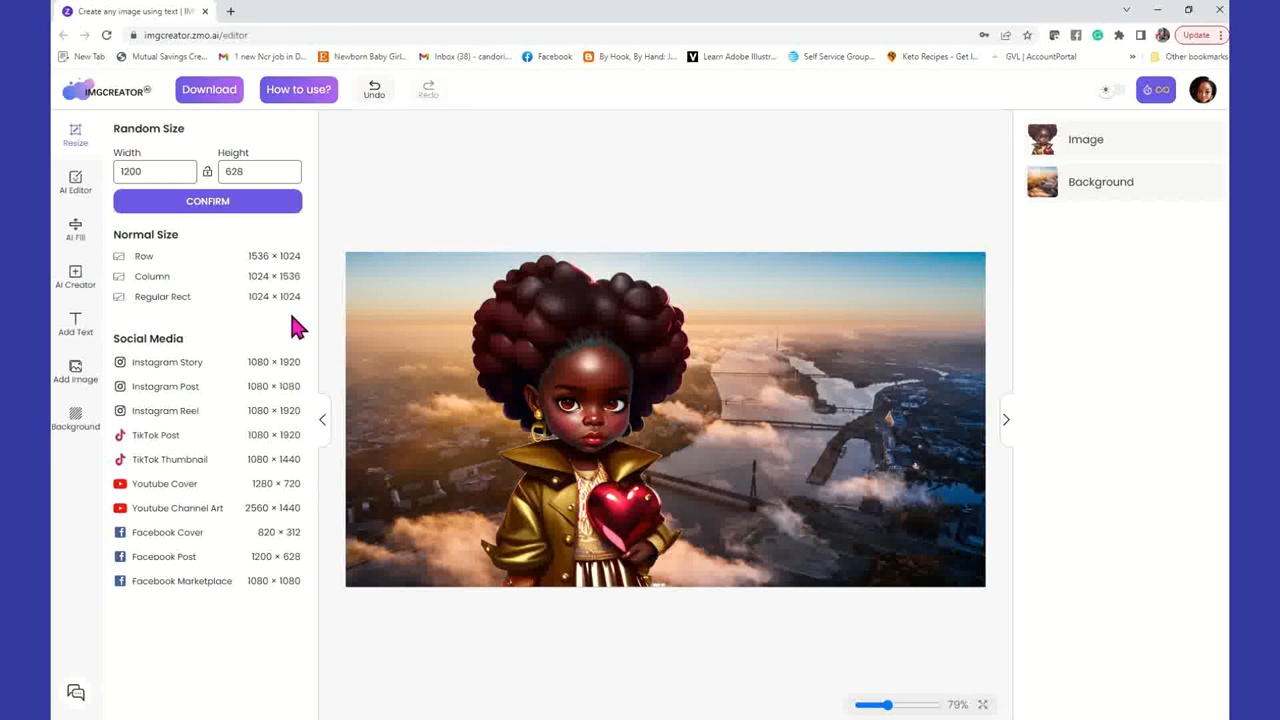 Create any image using text | IM
imgcreator.zmo.ai/editor
Update
New Tab
Mutual Savings Cre...
1 new Ncr job in D...
Newborn Baby Girl...
Inbox (38) - candori...
Facebook
By Hook, By Hand: J...
Learn Adobe Illustr...
Self Service Group...
Keto Recipes - Get I...
GVL | AccountPortal
»
Other bookmarks
IMGCREATOR AI
Download
How to use?
Undo
Redo
Resize
AI Editor
AI Fill
AI Creator
Add Text
Add Image
Background
Random Size
Width Height
1200 628
CONFIRM
Normal Size
Row 1536 × 1024
Column 1024 × 1536
Regular Rect 1024 × 1024
Social Media
Instagram Story 1080 × 1920
Instagram Post 1080 × 1080
Instagram Reel 1080 × 1920
TikTok Post 1080 × 1920
TikTok Thumbnail 1080 × 1440
Youtube Cover 1280 × 720
Youtube Channel Art 2560 × 1440
Facebook Cover 820 × 312
Facebook Post 1200 × 628
Facebook Marketplace 1080 × 1080
Image
Background
79%